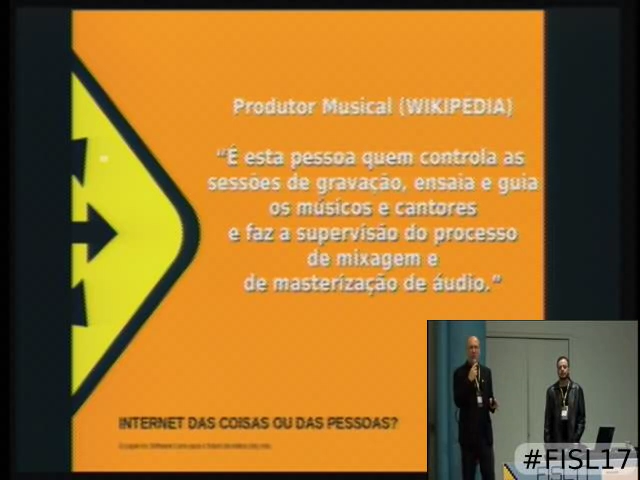 Produtor Musical (WIKIPEDIA)
“É esta pessoa quem controla as
sessões de gravação, ensaia e guia
os músicos e cantores
e faz a supervisão do processo
de mixagem e
de masterização de áudio.”
INTERNET DAS COISAS OU DAS PESSOAS?
#FISL17